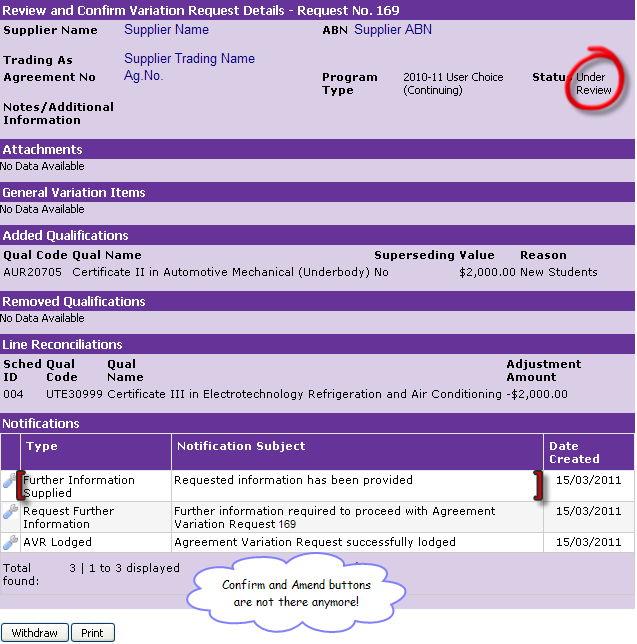 Review and Confirm Variation Request Details - Request No. 169
Supplier Name Supplier Name ABN Supplier ABN
Trading As Supplier Trading Name
Agreement No Ag.No. Program Type 2010-11 User Choice (Continuing) Status Under Review
Notes/Additional
Information
Attachments
No Data Available
General Variation Items
No Data Available
Added Qualifications
Qual Code Qual Name Superseding Value Reason
AUR20705 Certificate II in Automotive Mechanical (Underbody) No $2,000.00 New Students
Removed Qualifications
No Data Available
Line Reconciliations
Sched ID Qual Code Qual Name Adjustment Amount
004 UTE30999 Certificate III in Electrotechnology Refrigeration and Air Conditioning -$2,000.00
Notifications
Type Notification Subject Date Created
Further Information Supplied Requested information has been provided 15/03/2011
Request Further Information Further information required to proceed with Agreement Variation Request 169 15/03/2011
AVR Lodged Agreement Variation Request successfully lodged 15/03/2011
Total found: 3 | 1 to 3 displayed
Confirm and Amend buttons
are not there anymore!
Withdraw Print